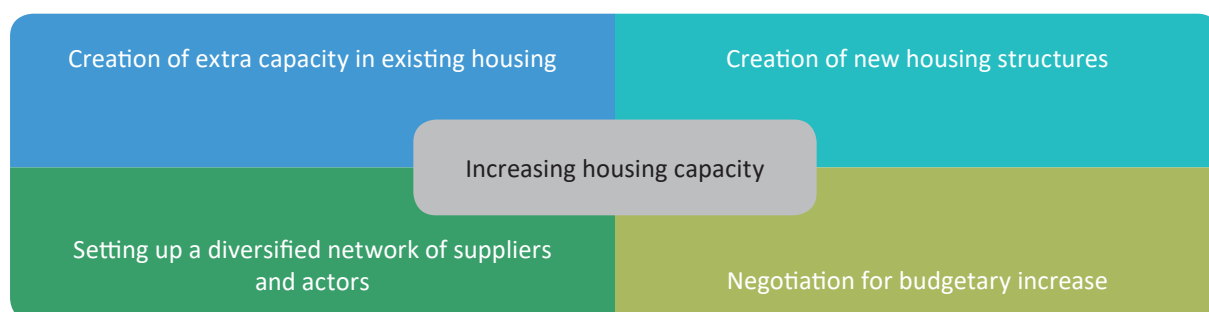 Creation of extra capacity in existing housing
Creation of new housing structures
Increasing housing capacity
Setting up a diversified network of suppliers
and actors
Negotiation for budgetary increase